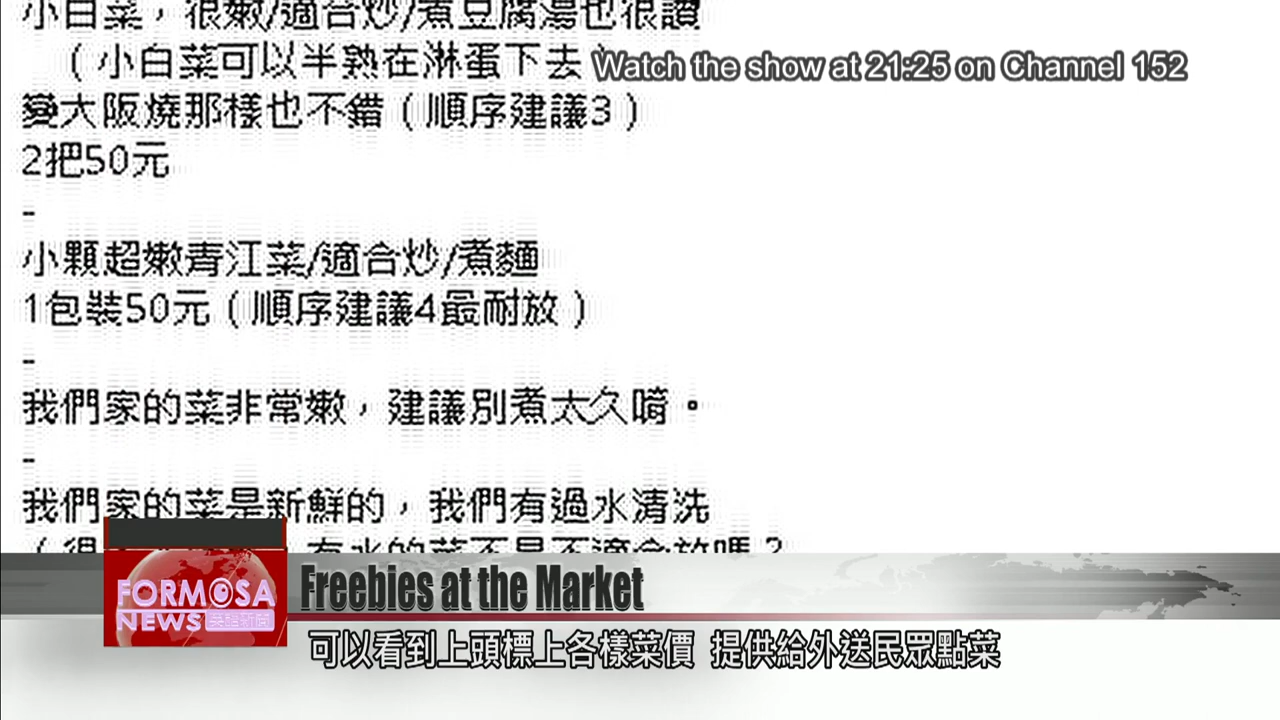 小白菜，很嫩/適合炒/煮豆腐湯也很讚
（小白菜可以半熟在淋蛋下去
Watch the show at 21:25 on Channel 152
變大阪燒那樣也不錯（順序建議3）
2把50元
-
小顆超嫩青江菜/適合炒/煮麵
1包裝50元（順序建議4最耐放）
-
我們家的菜非常嫩，建議別煮太久唷。
-
我們家的菜是新鮮的，我們有過水清洗
有水的菜不是不適合放嗎？
Freebies at the Market
FORMOSA
NEWS 英語新聞
可以看到上頭標上各樣菜價 提供給外送民眾點菜